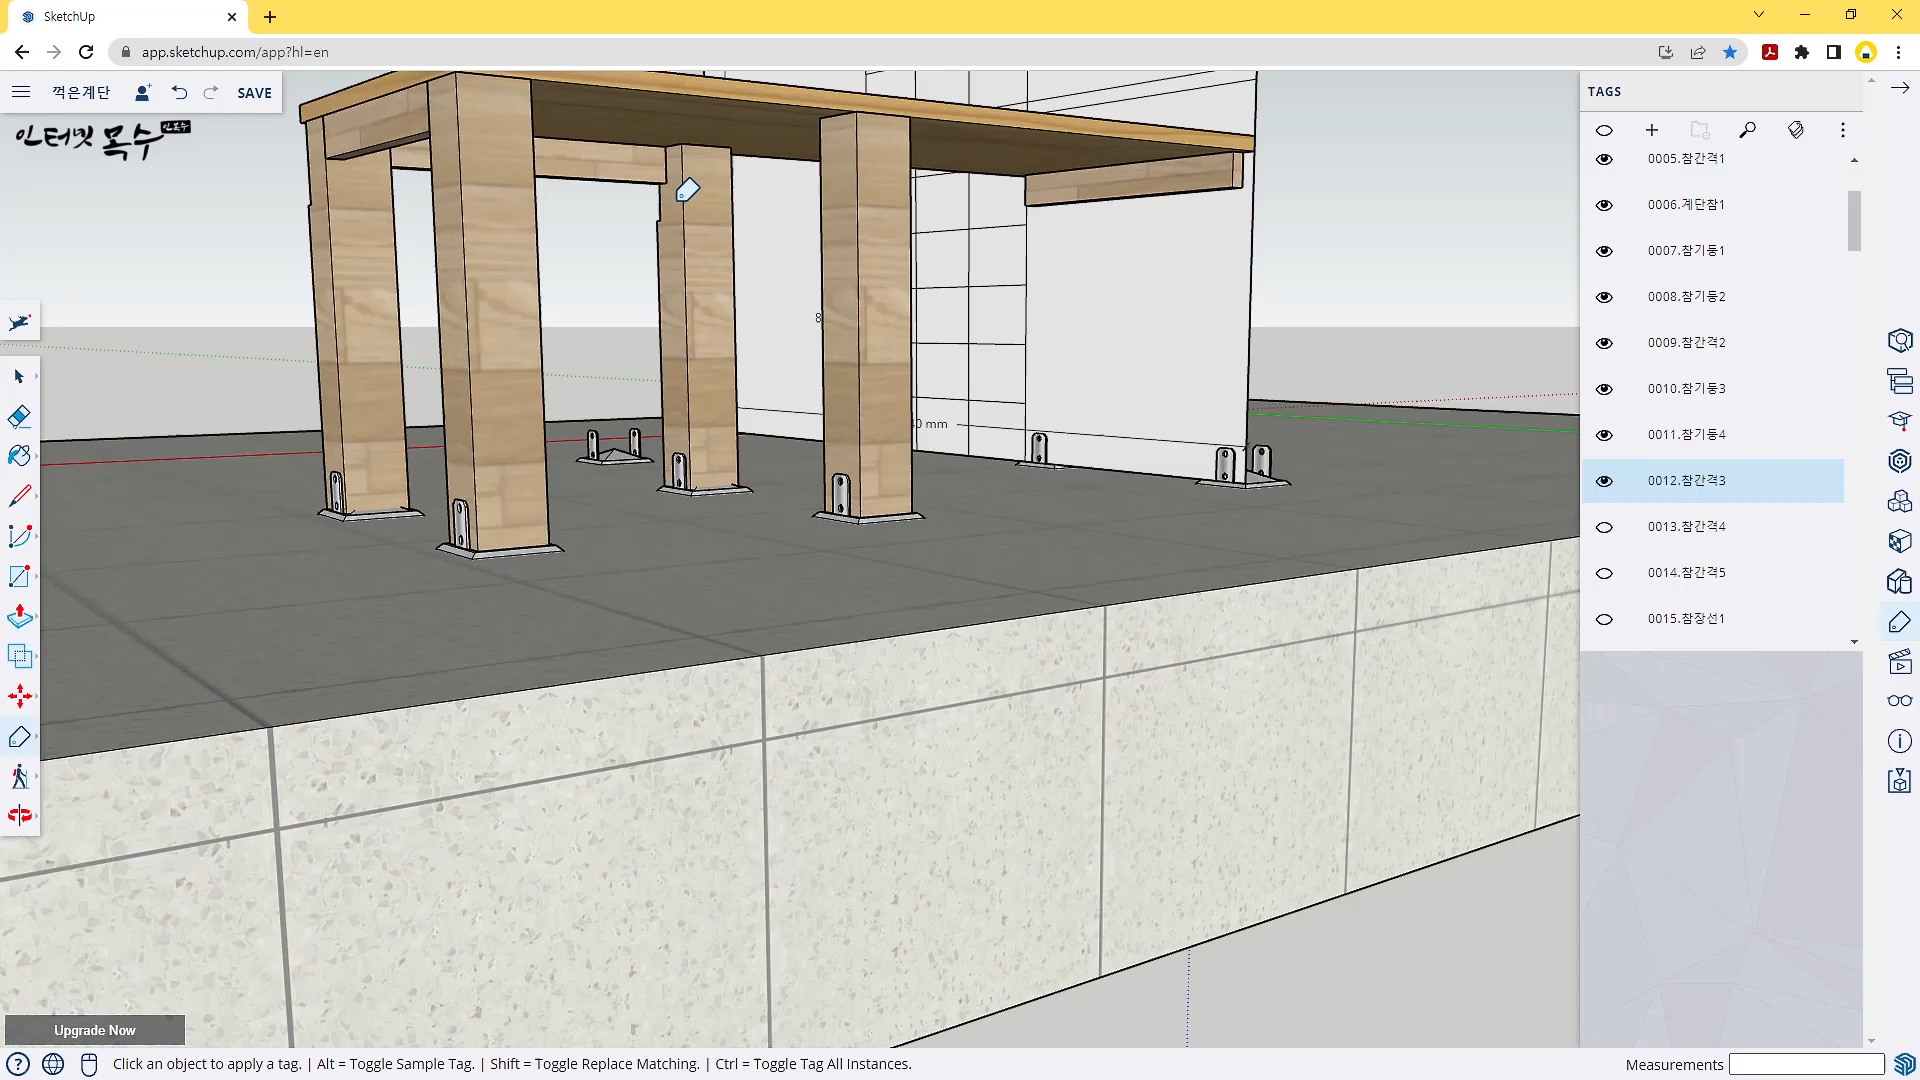 SketchUp
app.sketchup.com/app?hl=en
꺽은계단
SAVE
인터넷 목수
TAGS
0005.참간격1
0006.계단참1
0007.참기둥1
0008.참기둥2
0009.참간격2
0010.참기둥3
0011.참기둥4
0012.참간격3
0013.참간격4
0014.참간격5
0015.참장선1
8
40 mm
Upgrade Now
Click an object to apply a tag. | Alt = Toggle Sample Tag. | Shift = Toggle Replace Matching. | Ctrl = Toggle Tag All Instances.
Measurements